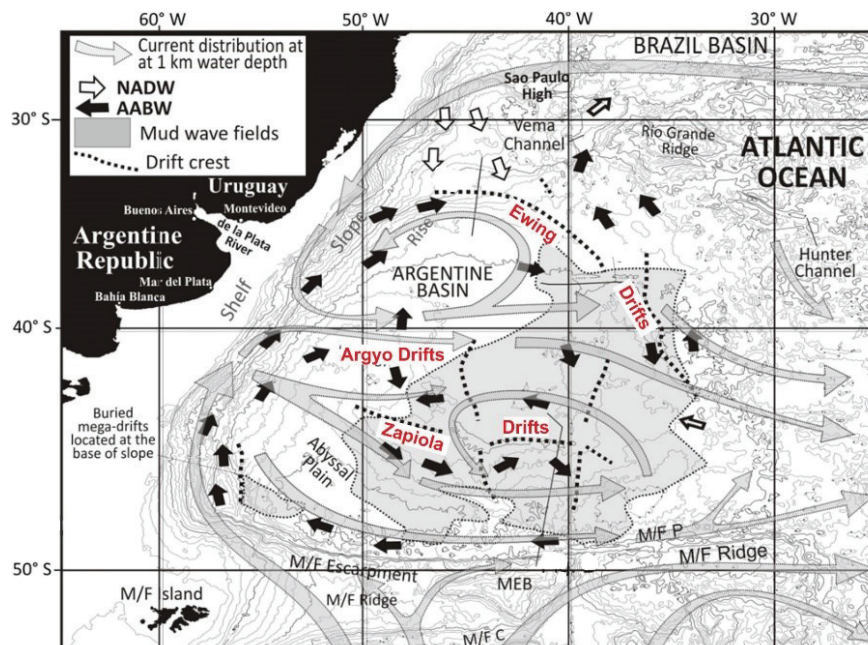 60° W
50° W
40° W
30° W
Current distribution at
at 1 km water depth
NADW
AABW
Mud wave fields
Drift crest
BRAZIL BASIN
Sao Paulo
High
30° S
Vema
Channel
Rio Grande
Ridge
ATLANTIC
OCEAN
Uruguay
Buenos Aires
Montevideo
de la Plata
River
Argentine
Republic
Mar del Plata
Bahía Blanca
Shelf
Slope
Rise
Ewing
Drifts
ARGENTINE
BASIN
Hunter
Channel
40° S
Argyo Drifts
Buried
mega-drifts
located at the
base of slope
Zapiola
Drifts
Abyssal
Plain
M/F P
M/F Escarpment
M/F Ridge
50° S
MEB
M/F Ridge
M/F Island
M/F C
40° W